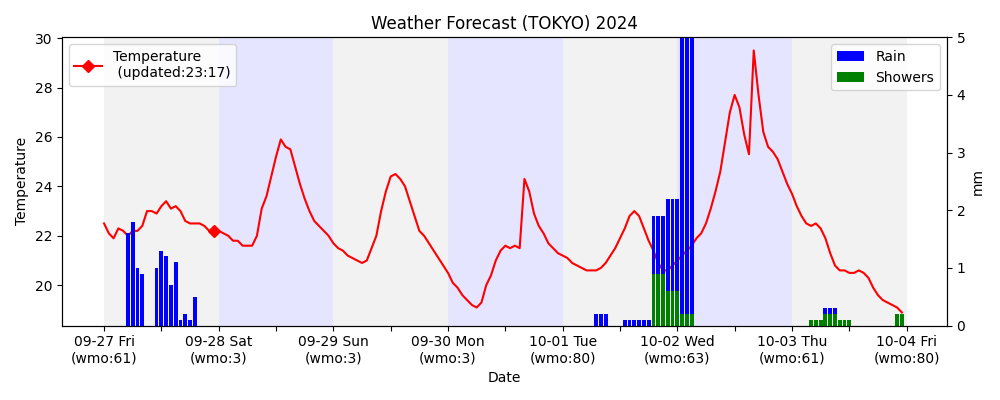 Weather Forecast (TOKYO) 2024
Temperature
(updated:23:17)
Rain
Showers
30
28
26
24
22
20
Temperature
5
4
3
2
1
0
mm
09-27 Fri
(wmo:61)
09-28 Sat
(wmo:3)
09-29 Sun
(wmo:3)
09-30 Mon
(wmo:3)
10-01 Tue
(wmo:80)
10-02 Wed
(wmo:63)
10-03 Thu
(wmo:61)
10-04 Fri
(wmo:80)
Date